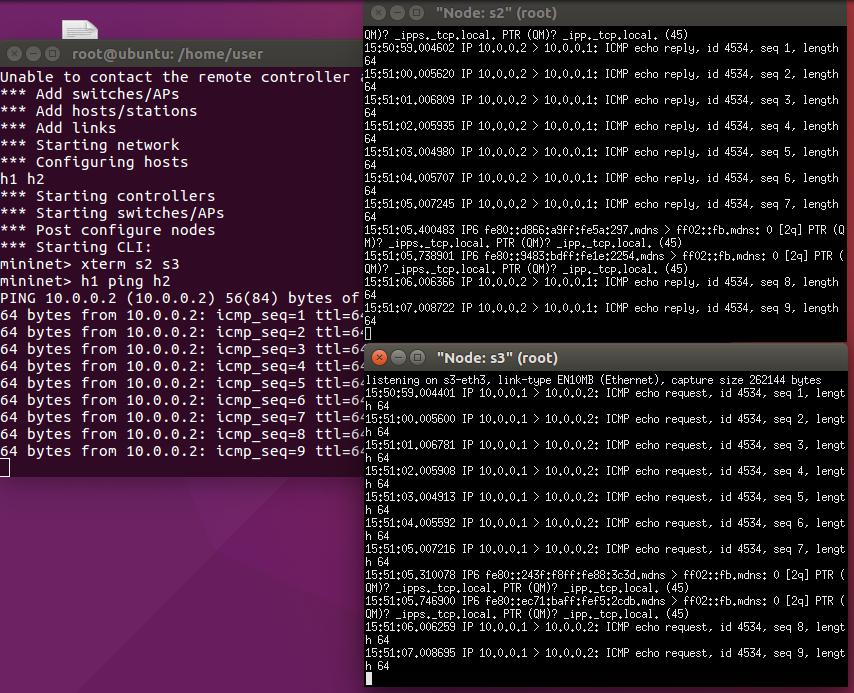 root@ubuntu: /home/user
Unable to contact the remote controller
*** Add switches/APs
*** Add hosts/stations
*** Add links
*** Starting network
*** Configuring hosts
h1 h2
*** Starting controllers
*** Starting switches/APs
*** Post configure nodes
*** Starting CLI:
mininet> xterm s2 s3
mininet> h1 ping h2
PING 10.0.0.2 (10.0.0.2) 56(84) bytes of
64 bytes from 10.0.0.2: icmp_seq=1 ttl=64
64 bytes from 10.0.0.2: icmp_seq=2 ttl=64
64 bytes from 10.0.0.2: icmp_seq=3 ttl=64
64 bytes from 10.0.0.2: icmp_seq=4 ttl=64
64 bytes from 10.0.0.2: icmp_seq=5 ttl=64
64 bytes from 10.0.0.2: icmp_seq=6 ttl=64
64 bytes from 10.0.0.2: icmp_seq=7 ttl=64
64 bytes from 10.0.0.2: icmp_seq=8 ttl=64
64 bytes from 10.0.0.2: icmp_seq=9 ttl=64
"Node: s2" (root)
QM)? _ipps._tcp.local. PTR (QM)? _ipp._tcp.local. (45)
15:50:59.004602 IP 10.0.0.2 > 10.0.0.1: ICMP echo reply, id 4534, seq 1, length
64
15:51:00.005620 IP 10.0.0.2 > 10.0.0.1: ICMP echo reply, id 4534, seq 2, length
64
15:51:01.006809 IP 10.0.0.2 > 10.0.0.1: ICMP echo reply, id 4534, seq 3, length
64
15:51:02.005935 IP 10.0.0.2 > 10.0.0.1: ICMP echo reply, id 4534, seq 4, length
64
15:51:03.004980 IP 10.0.0.2 > 10.0.0.1: ICMP echo reply, id 4534, seq 5, length
64
15:51:04.005707 IP 10.0.0.2 > 10.0.0.1: ICMP echo reply, id 4534, seq 6, length
64
15:51:05.007245 IP 10.0.0.2 > 10.0.0.1: ICMP echo reply, id 4534, seq 7, length
64
15:51:05.400483 IP6 fe80::d866:a9ff:fe5a:297.mdns > ff02::fb.mdns: 0 [2q] PTR (Q
M)? _ipps._tcp.local. PTR (QM)? _ipp._tcp.local. (45)
15:51:05.738901 IP6 fe80::9483:bdff:fe1e:2254.mdns > ff02::fb.mdns: 0 [2q] PTR (
QM)? _ipps._tcp.local. PTR (QM)? _ipp._tcp.local. (45)
15:51:06.006366 IP 10.0.0.2 > 10.0.0.1: ICMP echo reply, id 4534, seq 8, length
64
15:51:07.008722 IP 10.0.0.2 > 10.0.0.1: ICMP echo reply, id 4534, seq 9, length
64
"Node: s3" (root)
listening on s3-eth3, link-type EN10MB (Ethernet), capture size 262144 bytes
15:50:59.004401 IP 10.0.0.1 > 10.0.0.2: ICMP echo request, id 4534, seq 1, lengt
h 64
15:51:00.005600 IP 10.0.0.1 > 10.0.0.2: ICMP echo request, id 4534, seq 2, lengt
h 64
15:51:01.006781 IP 10.0.0.1 > 10.0.0.2: ICMP echo request, id 4534, seq 3, lengt
h 64
15:51:02.005908 IP 10.0.0.1 > 10.0.0.2: ICMP echo request, id 4534, seq 4, lengt
h 64
15:51:03.004913 IP 10.0.0.1 > 10.0.0.2: ICMP echo request, id 4534, seq 5, lengt
h 64
15:51:04.005592 IP 10.0.0.1 > 10.0.0.2: ICMP echo request, id 4534, seq 6, lengt
h 64
15:51:05.007216 IP 10.0.0.1 > 10.0.0.2: ICMP echo request, id 4534, seq 7, lengt
h 64
15:51:05.310078 IP6 fe80::243f:f8ff:fe88:3c3d.mdns > ff02::fb.mdns: 0 [2q] PTR (
QM)? _ipps._tcp.local. PTR (QM)? _ipp._tcp.local. (45)
15:51:05.746900 IP6 fe80::ec71:baff:fef5:2cdb.mdns > ff02::fb.mdns: 0 [2q] PTR (
QM)? _ipps._tcp.local. PTR (QM)? _ipp._tcp.local. (45)
15:51:06.006259 IP 10.0.0.1 > 10.0.0.2: ICMP echo request, id 4534, seq 8, lengt
h 64
15:51:07.008695 IP 10.0.0.1 > 10.0.0.2: ICMP echo request, id 4534, seq 9, lengt
h 64